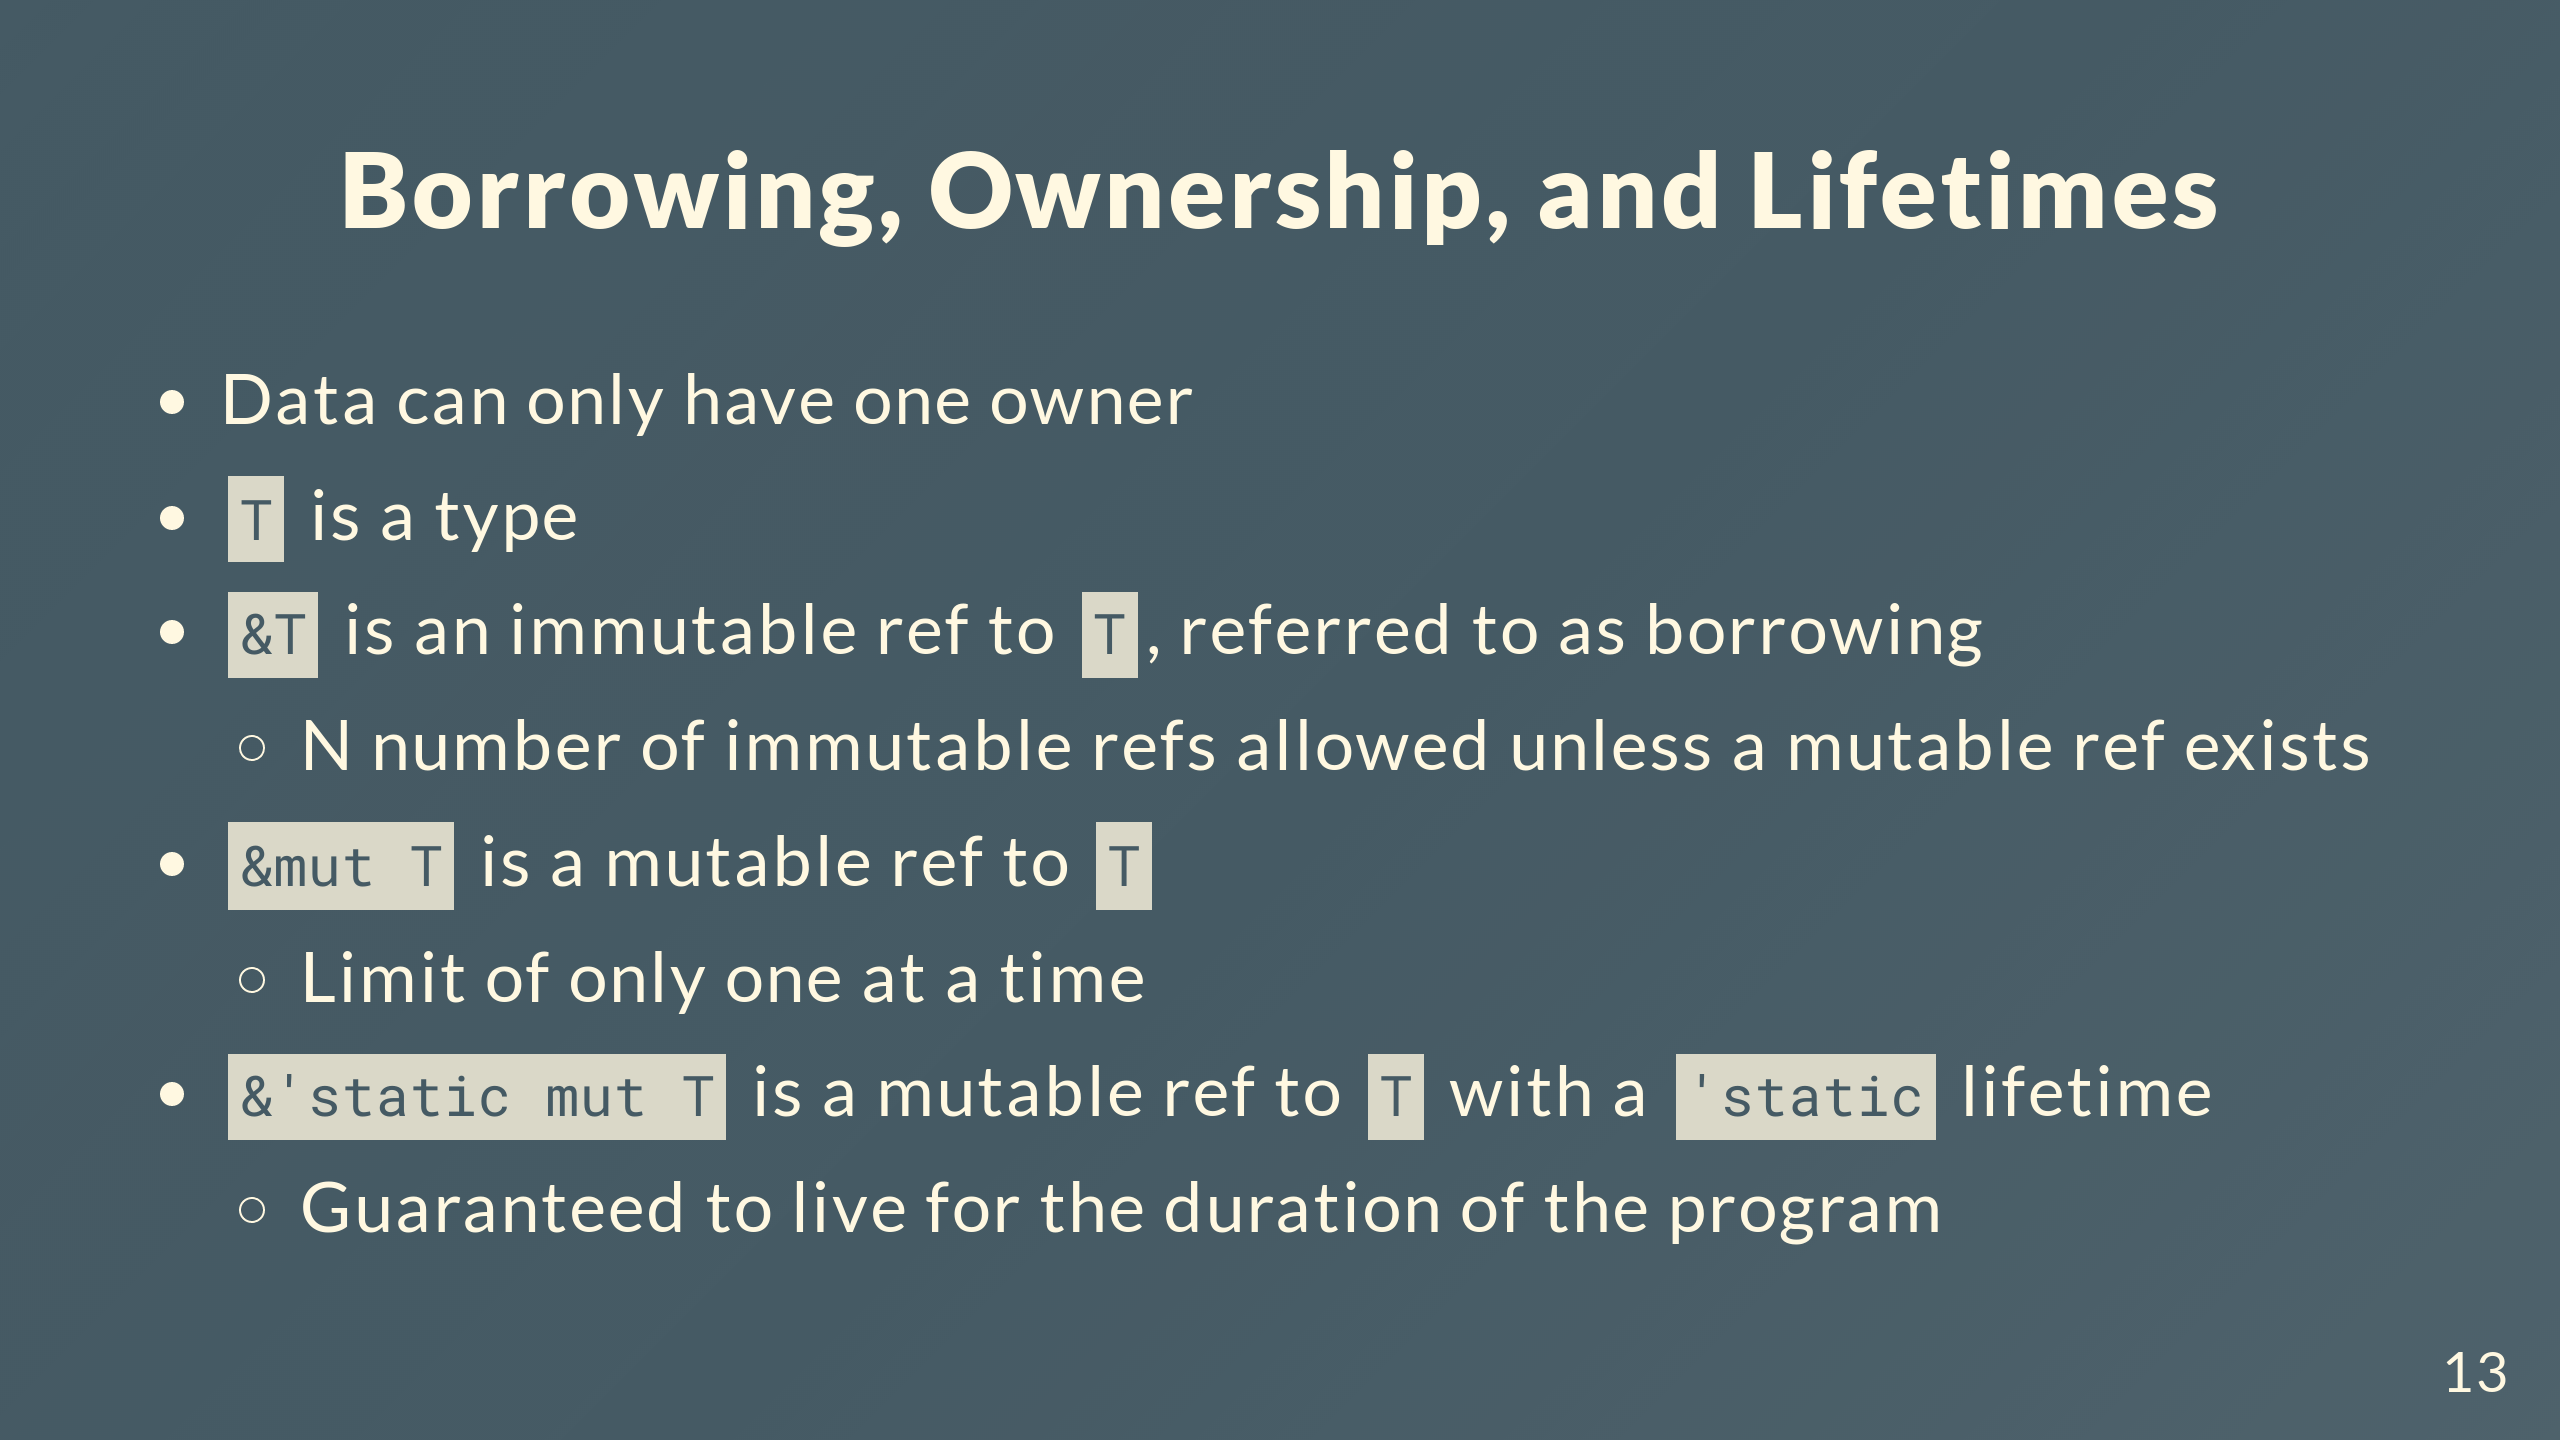 Borrowing, Ownership, and Lifetimes
• Data can only have one owner
• T is a type
• &T is an immutable ref to T, referred to as borrowing
○ N number of immutable refs allowed unless a mutable ref exists
• &mut T is a mutable ref to T
○ Limit of only one at a time
• &'static mut T is a mutable ref to T with a 'static lifetime
○ Guaranteed to live for the duration of the program
13